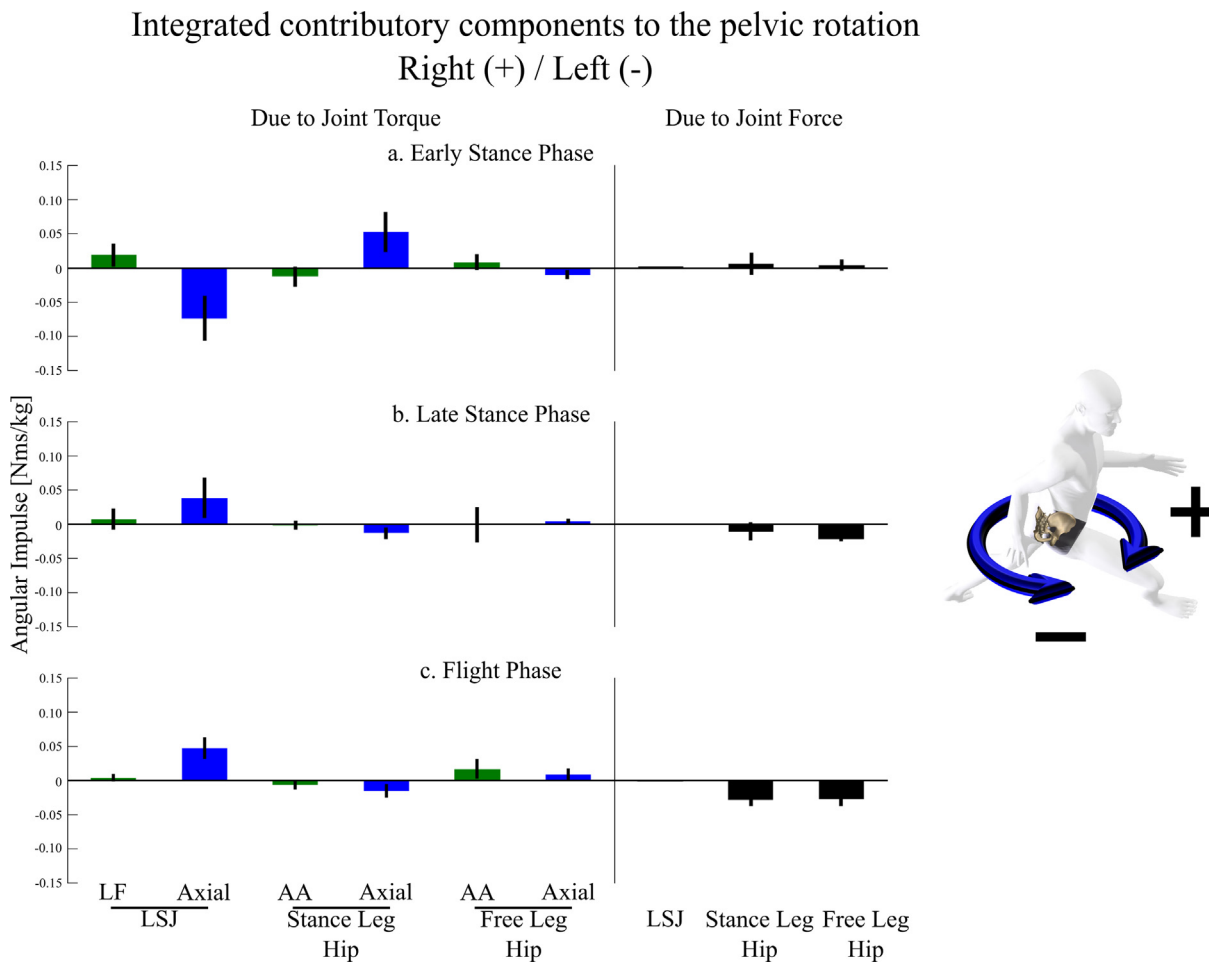 Integrated contributory components to the pelvic rotation
Right (+) / Left (-)
Due to Joint Torque
Due to Joint Force
a. Early Stance Phase
0.15
0.10
0.05
0
-0.05
-0.10
-0.15
b. Late Stance Phase
0.15
0.10
0.05
0
-0.05
-0.10
-0.15
c. Flight Phase
0.15
0.10
0.05
0
-0.05
-0.10
-0.15
Angular Impulse [Nms/kg]
LF Axial AA Axial AA Axial
LSJ Stance Leg Free Leg LSJ Stance Leg Free Leg
Hip Hip Hip Hip
+
−